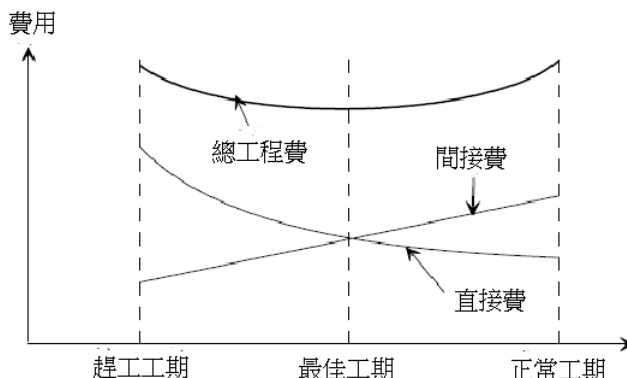 費用
總工程費
間接費
直接費
趕工工期
最佳工期
正常工期